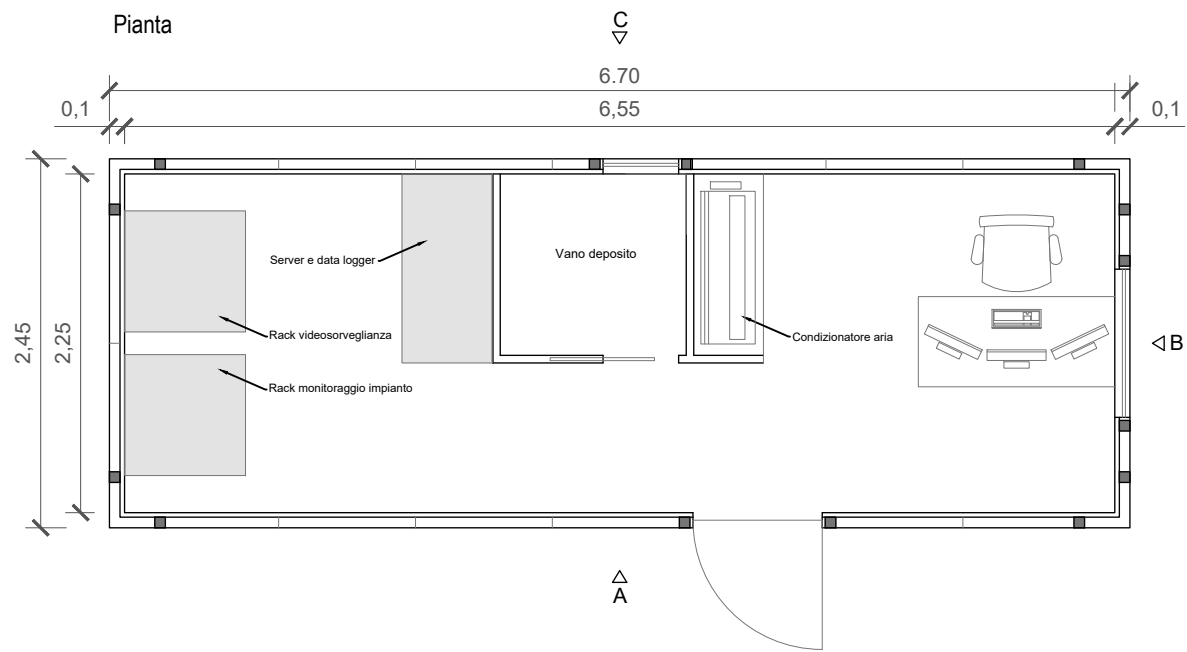 Pianta
C
6.70
0,1
6,55
0,1
2,45
2,25
Vano deposito
Server e data logger
Rack videosorveglianza
Condizionatore aria
B
Rack monitoraggio impianto
A